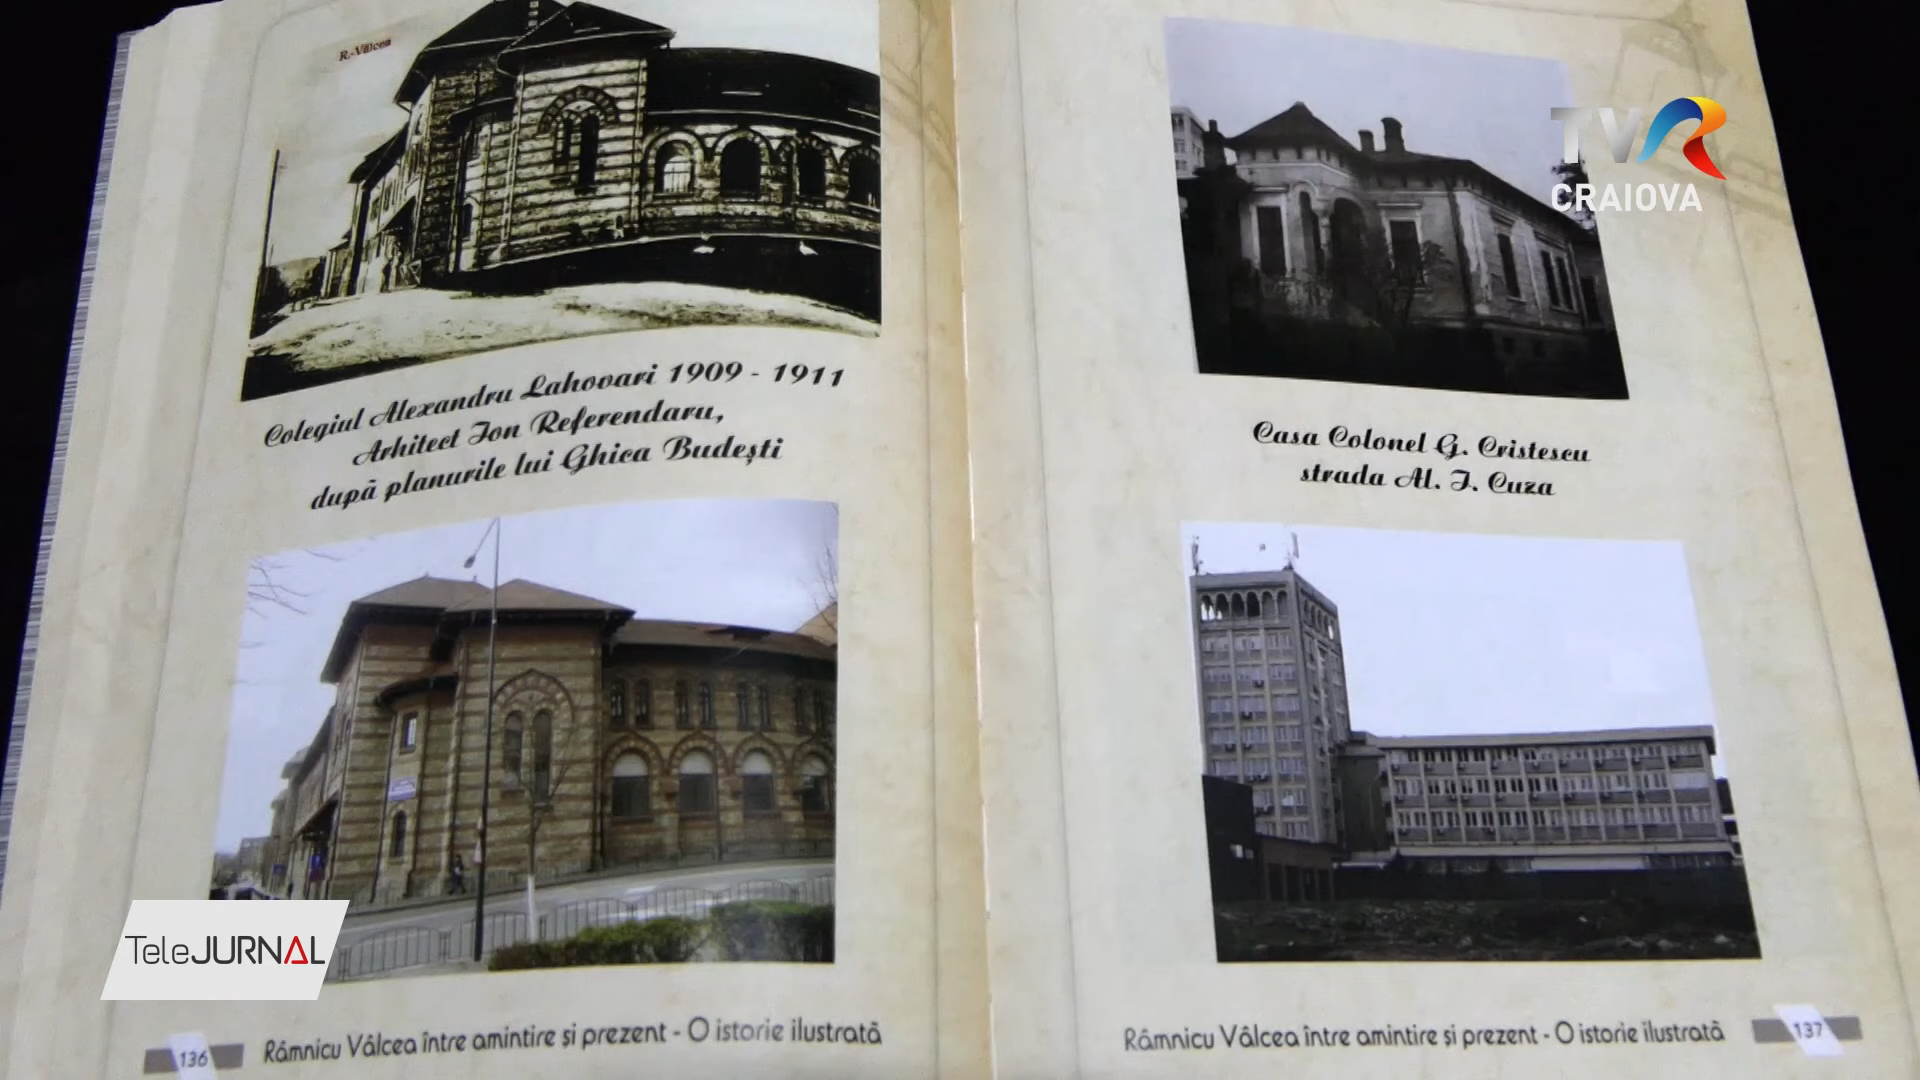 R.-Vâlcea
Colegiul Alexandru Lahovari 1909 - 1911
Arhitect Ion Referendaru,
după planurile lui Ghica Budești
136
Râmnicu Vâlcea între amintire și prezent - O istorie ilustrată
TVR
CRAIOVA
Casa Colonel G. Cristescu
strada Al. I. Cuza
Râmnicu Vâlcea între amintire și prezent - O istorie ilustrată
137
TeleJURNAL